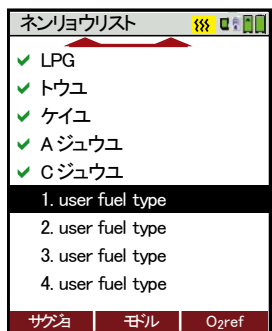 ネンリョウリスト
LPG
トウユ
ケイユ
A ジュウユ
C ジュウユ
1. user fuel type
2. user fuel type
3. user fuel type
4. user fuel type
サクジョ モドル O₂ref